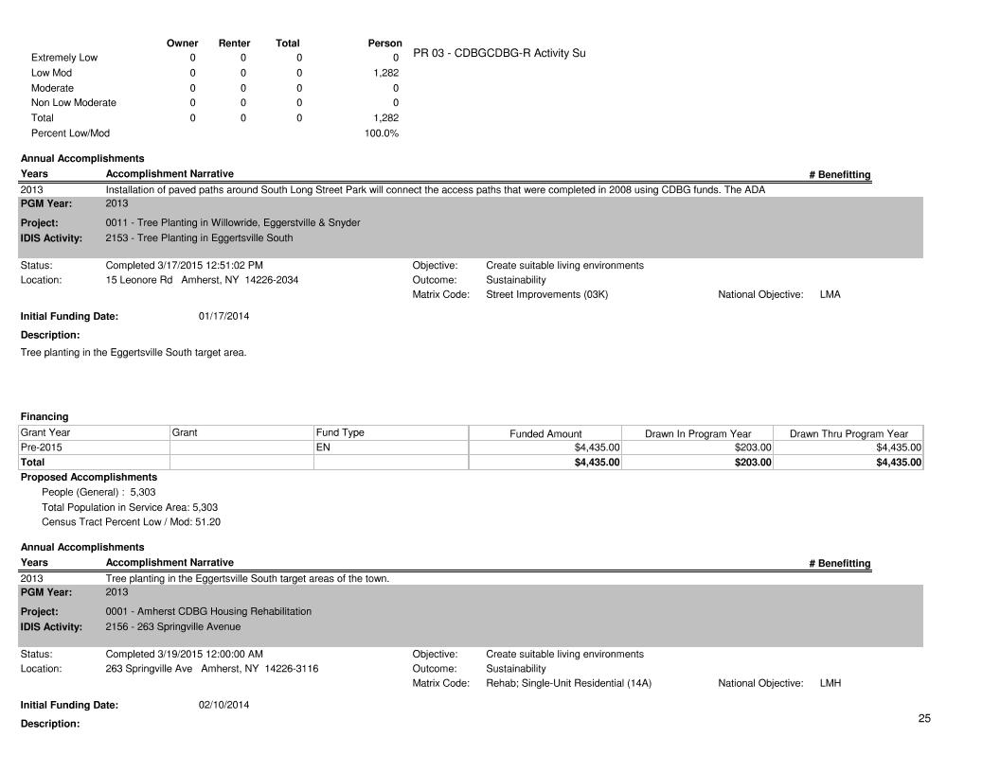 Owner Renter Total Person
PR 03 - CDBGCDBG-R Activity Su
Extremely Low 0 0 0 0
Low Mod 0 0 0 1,282
Moderate 0 0 0 0
Non Low Moderate 0 0 0 0
Total 0 0 0 1,282
Percent Low/Mod 100.0%
Annual Accomplishments
Years Accomplishment Narrative # Benefitting
2013 Installation of paved paths around South Long Street Park will connect the access paths that were completed in 2008 using CDBG funds. The ADA
PGM Year: 2013
Project: 0011 - Tree Planting in Willowride, Eggerstville & Snyder
IDIS Activity: 2153 - Tree Planting in Eggertsville South
Status: Completed 3/17/2015 12:51:02 PM Objective: Create suitable living environments
Location: 15 Leonore Rd Amherst, NY 14226-2034 Outcome: Sustainability
Matrix Code: Street Improvements (03K) National Objective: LMA
Initial Funding Date: 01/17/2014
Description:
Tree planting in the Eggertsville South target area.
Financing
Grant Year Grant Fund Type Funded Amount Drawn In Program Year Drawn Thru Program Year
Pre-2015 EN $4,435.00 $203.00 $4,435.00
Total $4,435.00 $203.00 $4,435.00
Proposed Accomplishments
People (General) : 5,303
Total Population in Service Area: 5,303
Census Tract Percent Low / Mod: 51.20
Annual Accomplishments
Years Accomplishment Narrative # Benefitting
2013 Tree planting in the Eggertsville South target areas of the town.
PGM Year: 2013
Project: 0001 - Amherst CDBG Housing Rehabilitation
IDIS Activity: 2156 - 263 Springville Avenue
Status: Completed 3/19/2015 12:00:00 AM Objective: Create suitable living environments
Location: 263 Springville Ave Amherst, NY 14226-3116 Outcome: Sustainability
Matrix Code: Rehab; Single-Unit Residential (14A) National Objective: LMH
Initial Funding Date: 02/10/2014
Description:
25